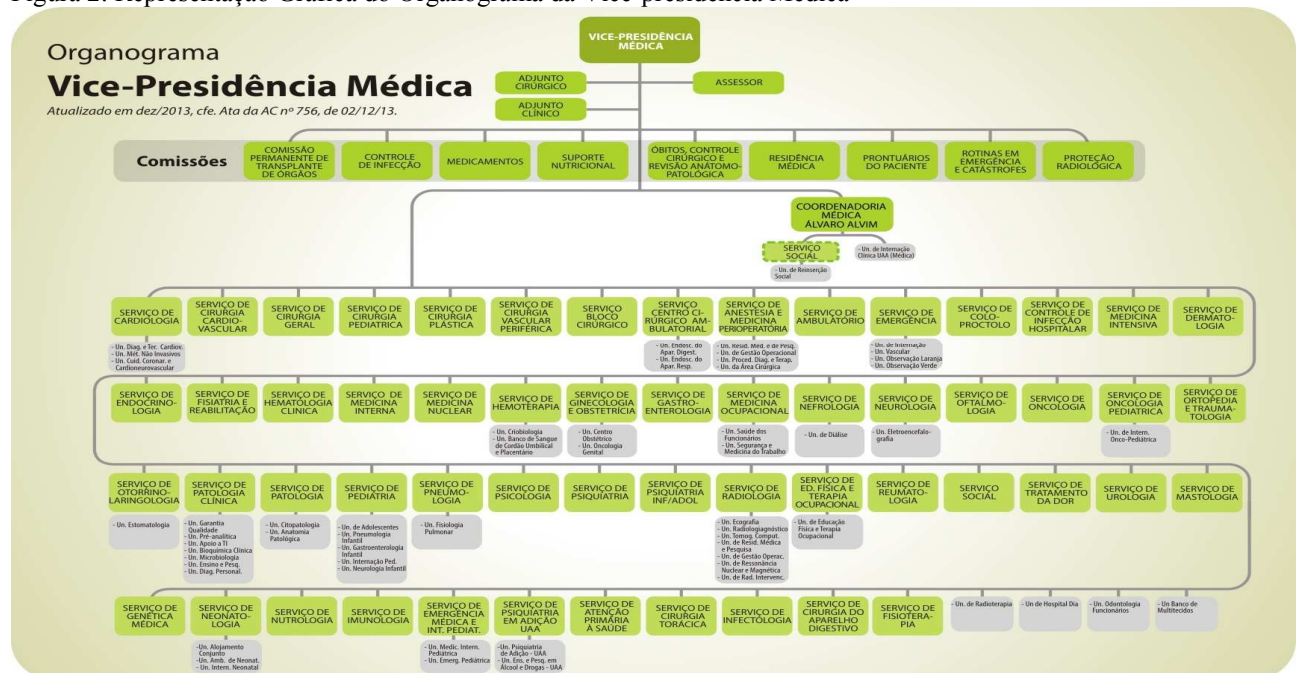 Figura 2: Representação Gráfica do Organograma da Vice-presidência Médica
Organograma
Vice-Presidência Médica
Atualizado em dez/2013, cfe. Ata da AC nº 756, de 02/12/13.
VICE-PRESIDÊNCIA
MÉDICA
ADJUNTO
CIRÚRGICO
ASSESSOR
ADJUNTO
CLÍNICO
Comissões
COMISSÃO
PERMANENTE DE
TRANSPLANTE
DE ÓRGÃOS
CONTROLE
DE INFECÇÃO
MEDICAMENTOS
SUPORTE
NUTRICIONAL
ÓBITOS, CONTROLE
CIRÚRGICO E
REVISÃO ANÁTOMO-
PATOLÓGICA
RESIDÊNCIA
MÉDICA
PRONTUÁRIOS
DO PACIENTE
ROTINAS EM
EMERGÊNCIA
E CATÁSTROFES
PROTEÇÃO
RADIOLÓGICA
COORDENADORIA
MÉDICA
ÁLVARO ALVIM
SERVIÇO
SOCIAL
- Un. de Reinserção
Social
- Un. de Internação
Clínica UAA (Médica)
SERVIÇO DE
CARDIOLOGIA
- Un. Diag. e Ter. Cardiov.
- Un. Mét. Não Invasivos
- Un. Cuid. Coronar. e
Cardioneurovascular
SERVIÇO DE
CIRURGIA
CARDIO-
VASCULAR
SERVIÇO DE
CIRURGIA
GERAL
SERVIÇO DE
CIRURGIA
PEDIATRICA
SERVIÇO DE
CIRURGIA
PLÁSTICA
SERVIÇO DE
CIRURGIA
VASCULAR
PERIFÉRICA
SERVIÇO
BLOCO
CIRÚRGICO
SERVIÇO
CENTRO CI-
RÚRGICO AM-
BULATORIAL
- Un. Endosc. do
Apar. Digest.
- Un. Endosc. do
Apar. Resp.
SERVIÇO DE
ANESTESIA E
MEDICINA
PERIOPERATÓRIA
- Un. Resid. Med. e de Pesq.
- Un. de Gestão Operacional
- Un. Proced. Diag. e Terap.
- Un. da Área Cirúrgica
SERVIÇO DE
AMBULATÓRIO
SERVIÇO DE
EMERGÊNCIA
- Un. de Internação
- Un. Vascular
- Un. Observação Laranja
- Un. Observação Verde
SERVIÇO DE
COLO-
PROCTOLO
SERVIÇO DE
CONTROLE DE
INFECÇÃO
HOSPITALAR
SERVIÇO DE
MEDICINA
INTENSIVA
SERVIÇO DE
DERMATO-
LOGIA
SERVIÇO DE
ENDOCRINO-
LOGIA
SERVIÇO DE
FISIATRIA E
REABILITAÇÃO
SERVIÇO DE
HEMATOLOGIA
CLINICA
SERVIÇO DE
MEDICINA
INTERNA
SERVIÇO DE
MEDICINA
NUCLEAR
SERVIÇO DE
HEMOTERAPIA
- Un. Criobiologia
- Un. Banco de Sangue
de Cordão Umbilical
e Placentário
SERVIÇO DE
GINECOLOGIA
E OBSTETRÍCIA
- Un. Centro
Obstétrico
- Un. Oncologia
Genital
SERVIÇO DE
GASTRO-
ENTEROLOGIA
SERVIÇO DE
MEDICINA
OCUPACIONAL
- Un. Saúde dos
Funcionários
- Un. Segurança e
Medicina do Trabalho
SERVIÇO DE
NEFROLOGIA
- Un. de Diálise
SERVIÇO DE
NEUROLOGIA
- Un. Eletroencefalo-
grafia
SERVIÇO DE
OFTALMO-
LOGIA
SERVIÇO DE
ONCOLOGIA
SERVIÇO DE
ONCOLOGIA
PEDIATRICA
- Un. de Intern.
Onco-Pediátrica
SERVIÇO DE
ORTOPEDIA
E TRAUMA-
TOLOGIA
SERVIÇO DE
OTORRINO-
LARINGOLOGIA
- Un. Estomatologia
SERVIÇO DE
PATOLOGIA
CLÍNICA
- Un. Garantia
Qualidade
- Un. Pré-analítica
- Un. Apoio a TI
- Un. Bioquímica Clínica
- Un. Microbiologia
- Un. Ensino e Pesq.
- Un. Diag. Personal.
SERVIÇO DE
PATOLOGIA
- Un. Citopatologia
- Un. Anatomia
Patológica
SERVIÇO DE
PEDIATRIA
- Un. de Adolescentes
- Un. Pneumologia
Infantil
- Un. Gastroenterologia
Infantil
- Un. Internação Ped.
- Un. Neurologia Infantil
SERVIÇO DE
PNEUMO-
LOGIA
- Un. Fisiologia
Pulmonar
SERVIÇO DE
PSICOLOGIA
SERVIÇO DE
PSIQUIATRIA
SERVIÇO DE
PSIQUIATRIA
INF/ADOL
SERVIÇO DE
RADIOLOGIA
- Un. Ecografia
- Un. Radiologiagnóstico
- Un. Tomog. Comput.
- Un. de Resid. Médica
e Pesquisa
- Un. de Gestão Operac.
- Un. de Ressonância
Nuclear e Magnética
- Un. de Rad. Intervenc.
SERVIÇO DE
ED. FÍSICA E
TERAPIA
OCUPACIONAL
- Un. de Educação
Física e Terapia
Ocupacional
SERVIÇO DE
REUMATO-
LOGIA
SERVIÇO
SOCIAL
SERVIÇO DE
TRATAMENTO
DA DOR
SERVIÇO DE
UROLOGIA
SERVIÇO DE
MASTOLOGIA
SERVIÇO DE
GENÉTICA
MÉDICA
SERVIÇO DE
NEONATO-
LOGIA
-Un. Alojamento
Conjunto
-Un. Amb. de Neonat.
-Un. Intern. Neonatal
SERVIÇO DE
NUTROLOGIA
SERVIÇO DE
IMUNOLOGIA
SERVIÇO DE
EMERGÊNCIA
MÉDICA E
INT. PEDIAT.
- Un. Medic. Intern.
Pediátrica
- Un. Emerg. Pediátrica
SERVIÇO DE
PSIQUIATRIA
EM ADIÇÃO
UAA
-Un. Psiquiatria
de Adição - UAA
- Un. Ens. e Pesq. em
Álcool e Drogas - UAA
SERVIÇO DE
ATENÇÃO
PRIMÁRIA
À SAÚDE
SERVIÇO DE
CIRURGIA
TORÁCICA
SERVIÇO DE
INFECTOLOGIA
SERVIÇO DE
CIRURGIA DO
APARELHO
DIGESTIVO
SERVIÇO DE
FISIOTERA-
PIA
- Un. de Radioterapia
- Un de Hospital Dia
- Un. Odontologia
Funcionários
- Un Banco de
Multitecidos